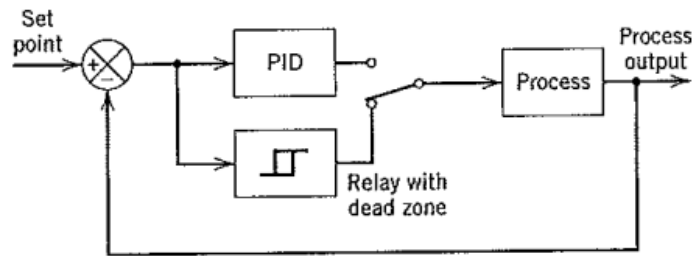 Set
point
+
−
PID
Process
Process
output
Relay with
dead zone